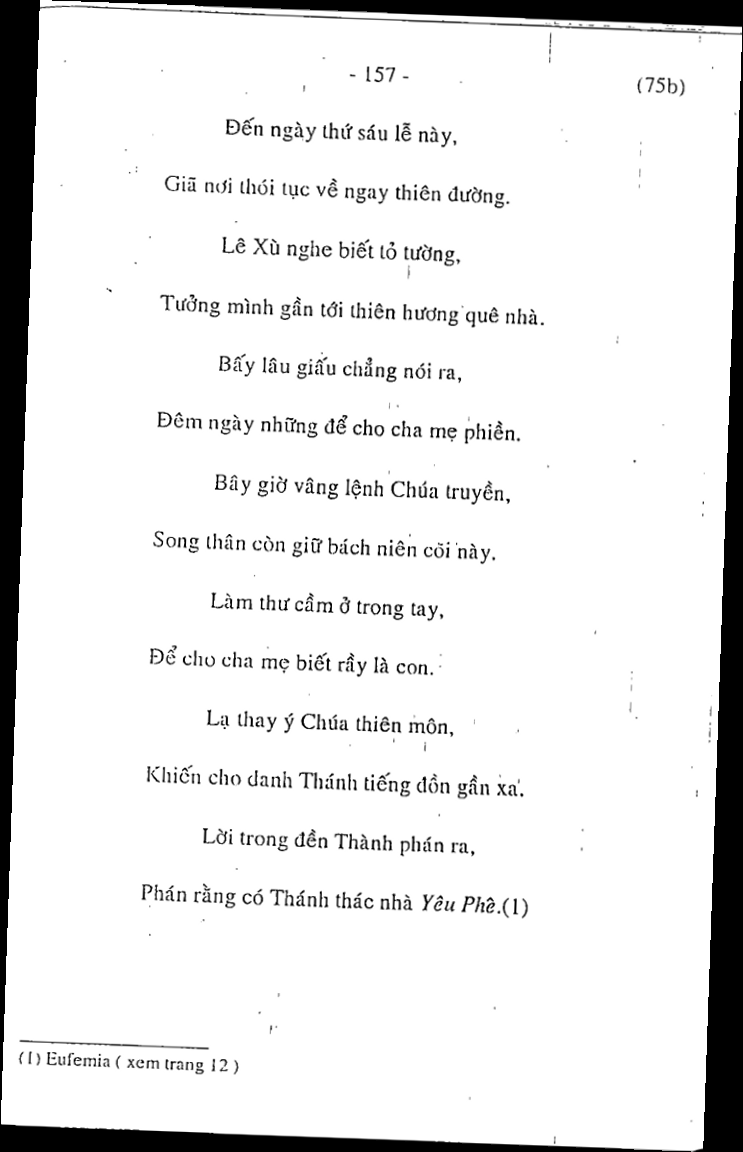 - 157 -
(75b)
Đến ngày thứ sáu lễ này,
Giã nơi thói tục về ngay thiên đường.
Lê Xù nghe biết tỏ tường,
Tưởng mình gần tới thiên hương quê nhà.
Bấy lâu giấu chẳng nói ra,
Đêm ngày những để cho cha mẹ phiền.
Bây giờ vâng lệnh Chúa truyền,
Song thân còn giữ bách niên cõi này.
Làm thư cầm ở trong tay,
Để cho cha mẹ biết rầy là con.
Lạ thay ý Chúa thiên môn,
Khiến cho danh Thánh tiếng đồn gần xa.
Lời trong đền Thành phán ra,
Phán rằng có Thánh thác nhà Yêu Phê.(1)
(1) Eufemia ( xem trang 12 )